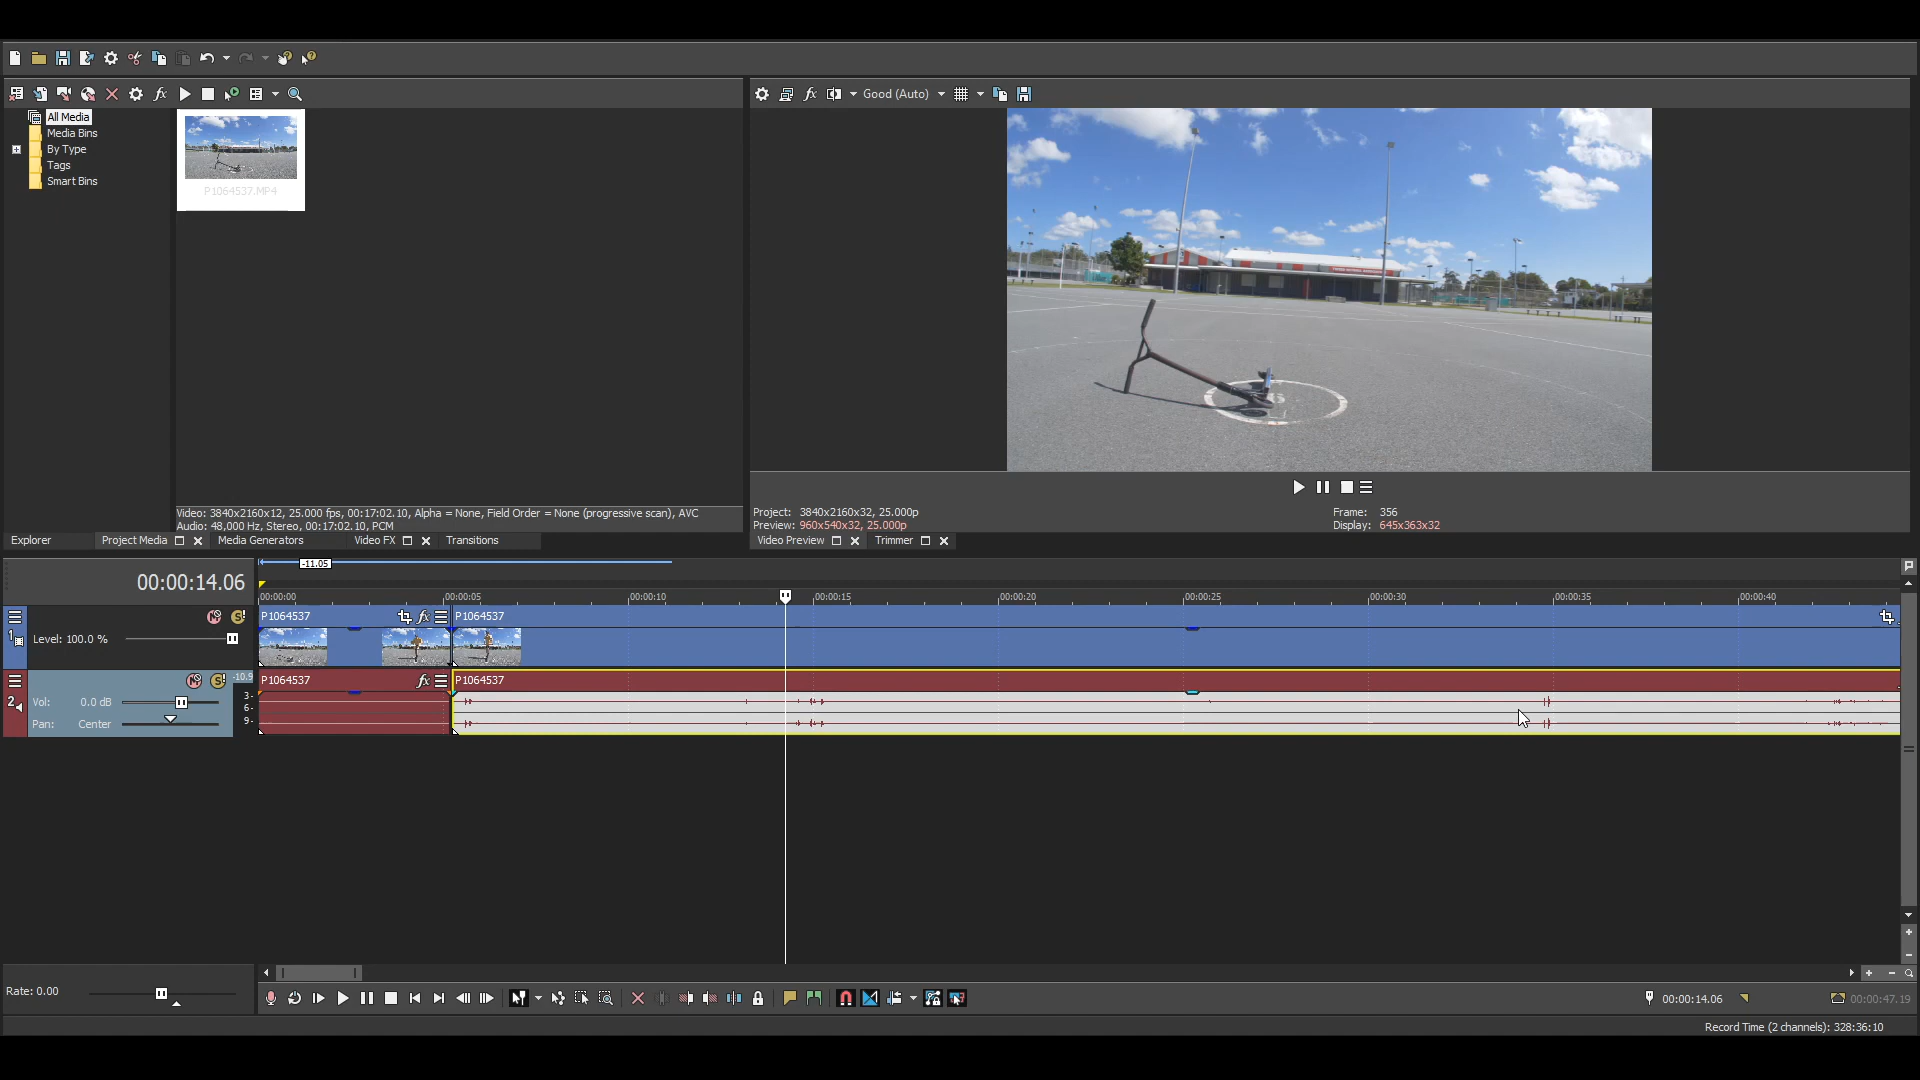 Good (Auto)
All Media
Media Bins
By Type
Tags
Smart Bins
P1064537.MP4
Video: 3840x2160x12, 25.000 fps, 00:17:02.10, Alpha = None, Field Order = None (progressive scan), AVC
Audio: 48,000 Hz, Stereo, 00:17:02.10, PCM
Project: 3840x2160x32, 25.000p
Frame: 356
Preview: 960x540x32, 25.000p
Display: 645x363x32
Explorer
Project Media
Media Generators
Video FX
Transitions
Video Preview
Trimmer
-11.05
00:00:14.06
00:00:00
00:00:05
00:00:10
00:00:15
00:00:20
00:00:25
00:00:30
00:00:35
00:00:40
P1064537
P1064537
1
Level: 100.0 %
P1064537
P1064537
-10.9
2
Vol: 0.0 dB
3-
6-
9-
Pan: Center
Rate: 0.00
00:00:14.06
00:00:47.19
Record Time (2 channels): 328:36:10